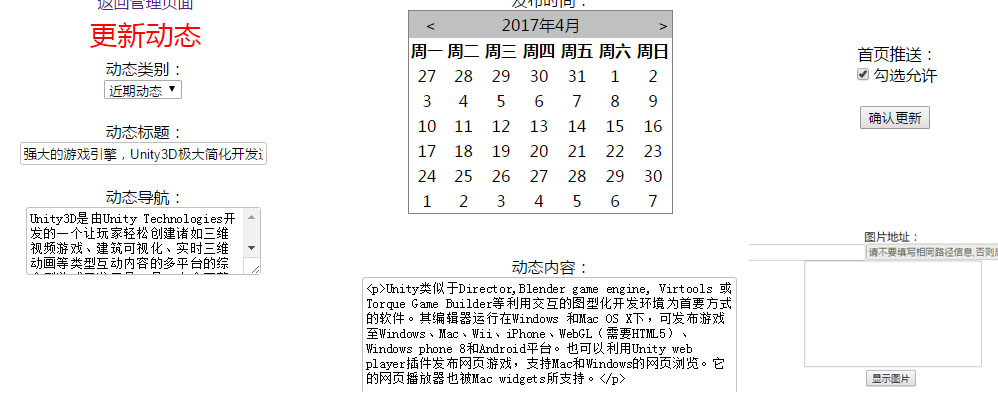 返回管理页面
更新动态
动态类别：
近期动态
动态标题：
强大的游戏引擎，Unity3D极大简化开发
动态导航：
Unity3D是由Unity Technologies开
发的一个让玩家轻松创建诸如三维
视频游戏、建筑可视化、实时三维
动画等类型互动内容的多平台的综
发布时间：
< 2017年4月 >
周一 周二 周三 周四 周五 周六 周日
27 28 29 30 31 1 2
3 4 5 6 7 8 9
10 11 12 13 14 15 16
17 18 19 20 21 22 23
24 25 26 27 28 29 30
1 2 3 4 5 6 7
动态内容：
<p>Unity类似于Director,Blender game engine, Virtools 或
Torque Game Builder等利用交互的图型化开发环境为首要方式
的软件。其编辑器运行在Windows 和Mac OS X下，可发布游戏
至Windows、Mac、Wii、iPhone、WebGL（需要HTML5）、
Windows phone 8和Android平台。也可以利用Unity web
player插件发布网页游戏，支持Mac和Windows的网页浏览。它
的网页播放器也被Mac widgets所支持。</p>
首页推送：
勾选允许
确认更新
图片地址：
请不要填写相同路径信息,否则
显示图片